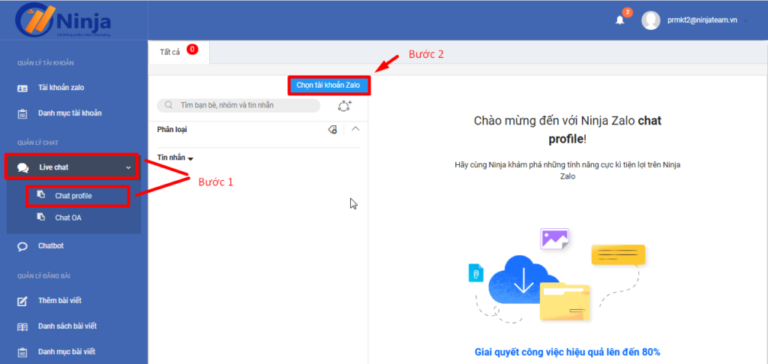 Ninja
2
prmkt2@ninjateam.vn
QUẢN LÝ TÀI KHOẢN
Tài khoản zalo
Danh mục tài khoản
QUẢN LÝ CHAT
Live chat
Chat profile
Chat OA
Chatbot
QUẢN LÝ ĐĂNG BÀI
Thêm bài viết
Danh sách bài viết
Danh mục bài viết
Bước 1
Tất cả 0
Bước 2
Chọn tài khoản Zalo
Tìm bạn bè, nhóm và tin nhắn
Phân loại
Tin nhắn
Chào mừng đến với Ninja Zalo chat
profile!
Hãy cùng Ninja khám phá những tính năng cực kì tiện lợi trên Ninja
Zalo
Giải quyết công việc hiệu quả lên đến 80%